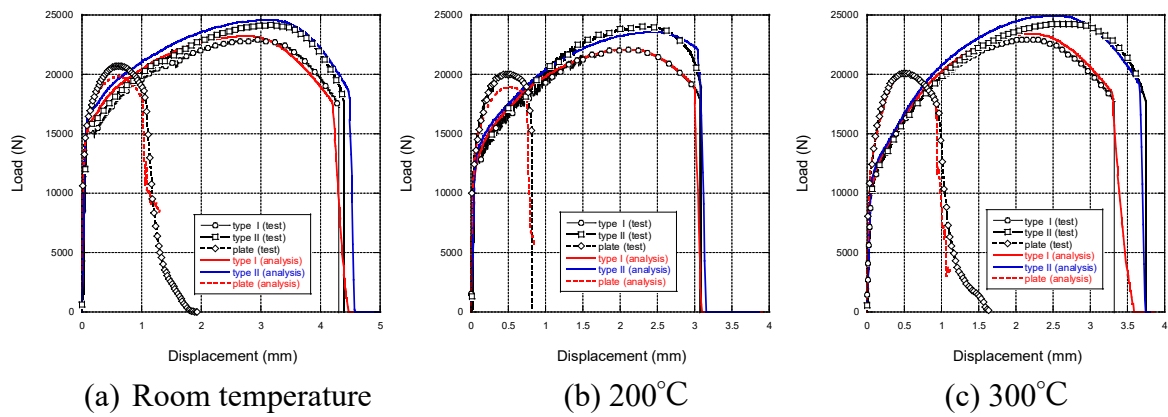 25000
20000
15000
10000
5000
0
Load (N)
type I (test)
type II (test)
plate (test)
type I (analysis)
type II (analysis)
plate (analysis)
0 1 2 3 4 5
Displacement (mm)
(a) Room temperature
25000
20000
15000
10000
5000
0
Load (N)
type I (test)
type II (test)
plate (test)
type I (analysis)
type II (analysis)
plate (analysis)
0 0.5 1 1.5 2 2.5 3 3.5 4
Displacement (mm)
(b) 200℃
25000
20000
15000
10000
5000
0
Load (N)
type I (test)
type II (test)
plate (test)
type I (analysis)
type II (analysis)
plate (analysis)
0 0.5 1 1.5 2 2.5 3 3.5 4
Displacement (mm)
(c) 300℃